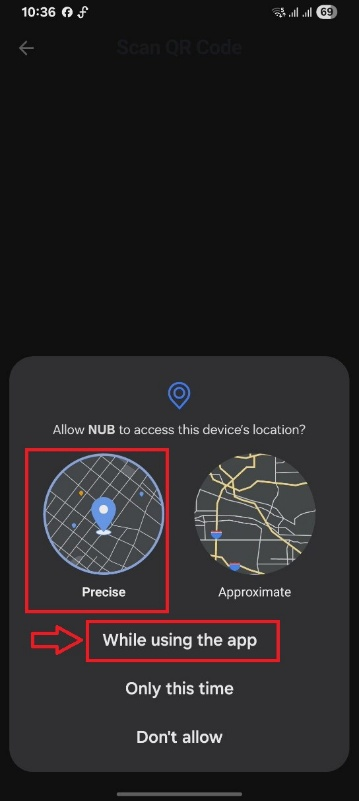 10:36
69
Scan QR Code
Allow NUB to access this device's location?
Precise
Approximate
While using the app
Only this time
Don't allow